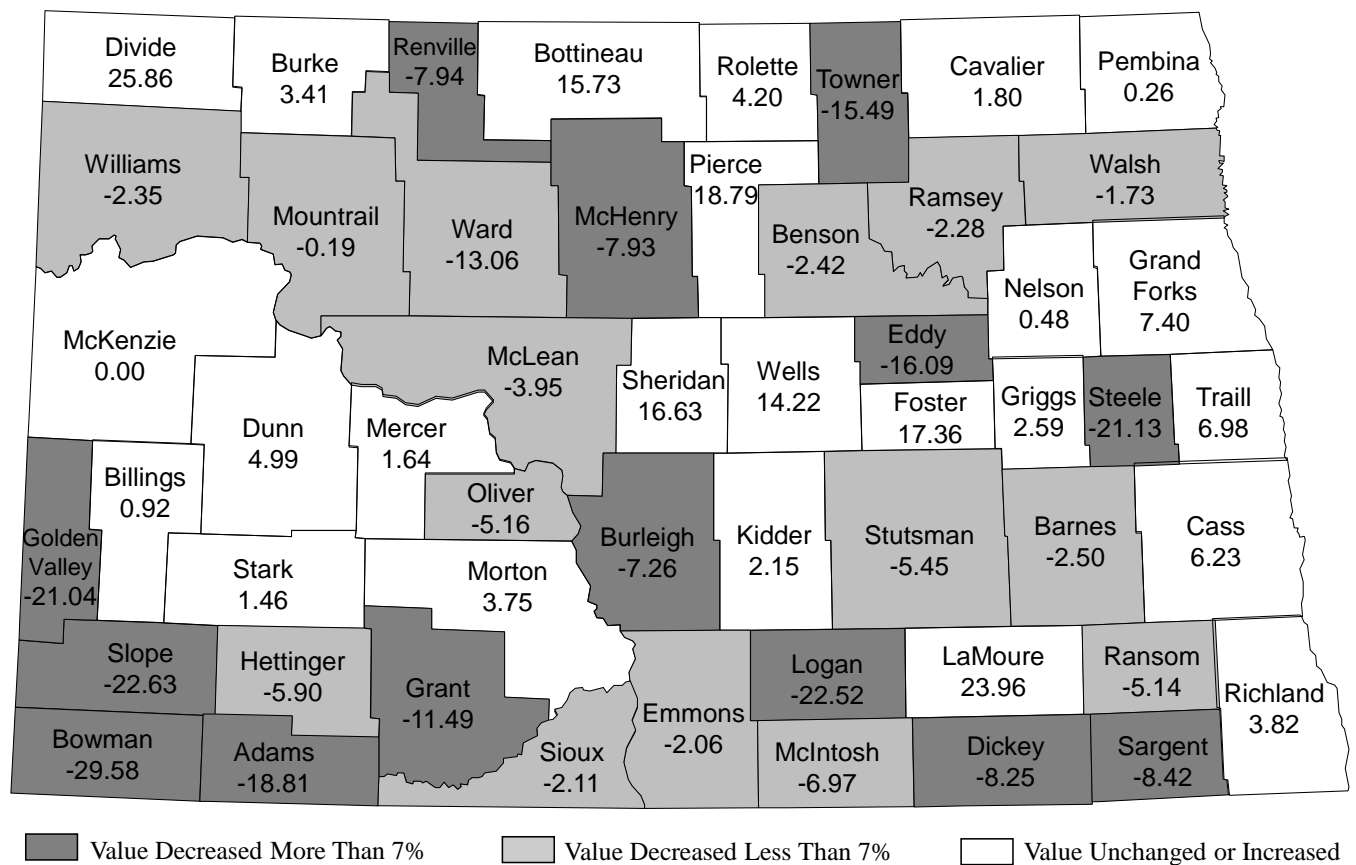 Divide
25.86
Burke
3.41
Renville
-7.94
Bottineau
15.73
Rolette
4.20
Towner
-15.49
Cavalier
1.80
Pembina
0.26
Williams
-2.35
Mountrail
-0.19
Ward
-13.06
McHenry
-7.93
Pierce
18.79
Benson
-2.42
Ramsey
-2.28
Walsh
-1.73
Nelson
0.48
Grand
Forks
7.40
McKenzie
0.00
Dunn
4.99
McLean
-3.95
Mercer
1.64
Sheridan
16.63
Wells
14.22
Eddy
-16.09
Foster
17.36
Griggs
2.59
Steele
-21.13
Traill
6.98
Billings
0.92
Golden
Valley
-21.04
Stark
1.46
Oliver
-5.16
Morton
3.75
Burleigh
-7.26
Kidder
2.15
Stutsman
-5.45
Barnes
-2.50
Cass
6.23
Slope
-22.63
Hettinger
-5.90
Grant
-11.49
Bowman
-29.58
Adams
-18.81
Sioux
-2.11
Emmons
-2.06
Logan
-22.52
McIntosh
-6.97
LaMoure
23.96
Dickey
-8.25
Ransom
-5.14
Sargent
-8.42
Richland
3.82
Value Decreased More Than 7%
Value Decreased Less Than 7%
Value Unchanged or Increased